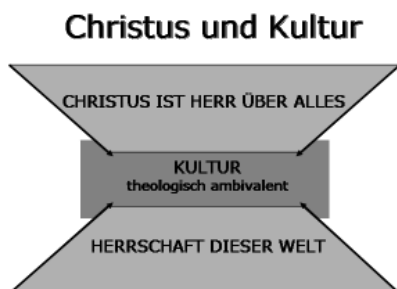 Christus und Kultur
CHRISTUS IST HERR ÜBER ALLES
KULTUR
theologisch ambivalent
HERRSCHAFT DIESER WELT